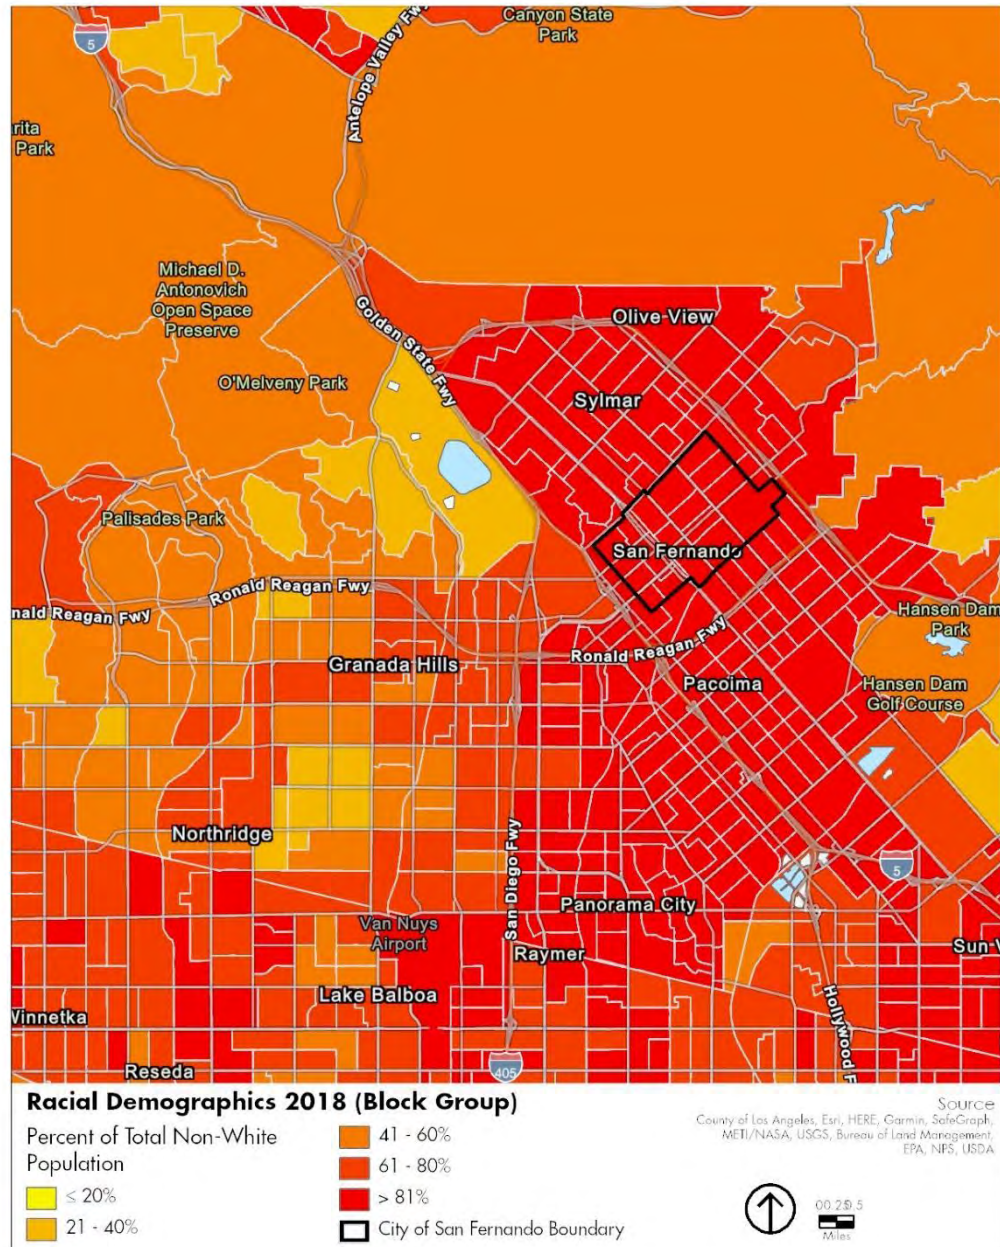 Canyon State
Park
5
Antelope Valley Fwy
rita
Park
Michael D.
Antonovich
Open Space
Preserve
Golden State Fwy
Olive View
O'Melveny Park
Sylmar
Palisades Park
San Fernando
Ronald Reagan Fwy
nald Reagan Fwy
Hansen Dam
Park
Ronald Reagan Fwy
Granada Hills
Pacoima
Hansen Dam
Golf Course
Northridge
San Diego Fwy
5
Panorama City
Van Nuys
Airport
Raymer
Sun V
Lake Balboa
Hollywood F
Winnetka
Reseda
405
Racial Demographics 2018 (Block Group)
Percent of Total Non-White
Population
≤ 20%
21 - 40%
41 - 60%
61 - 80%
> 81%
City of San Fernando Boundary
Source
County of Los Angeles, Esri, HERE, Garmin, SafeGraph,
METI/NASA, USGS, Bureau of Land Management,
EPA, NPS, USDA
Miles